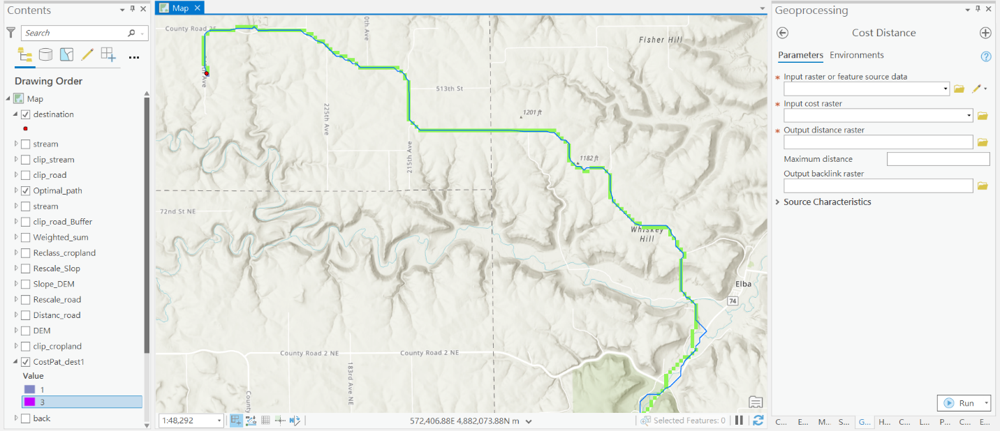 Contents
Search
Drawing Order
Map
destination
stream
clip_stream
clip_road
Optimal_path
stream
clip_road_Buffer
Weighted_sum
Reclass_cropland
Rescale_Slop
Slope_DEM
Rescale_road
Distanc_road
DEM
clip_cropland
CostPat_dest1
Value
1
3
back
Map
County Road 25
0th Ave
Fisher Hill
h Ave
513th St
225th Ave
1201 ft
215th Ave
1182 ft
72nd St NE
Whiskey
Hill
Elba
74
County Road 2 NE
County Road 2 NE
183rd Ave NE
County
1:48,292
572,406.88E 4,882,073.88N m
Selected Features: 0
Geoprocessing
Cost Distance
Parameters Environments
* Input raster or feature source data
* Input cost raster
* Output distance raster
Maximum distance
Output backlink raster
Source Characteristics
Run
C... E... M... S... G... H... C... L... P... C... E...